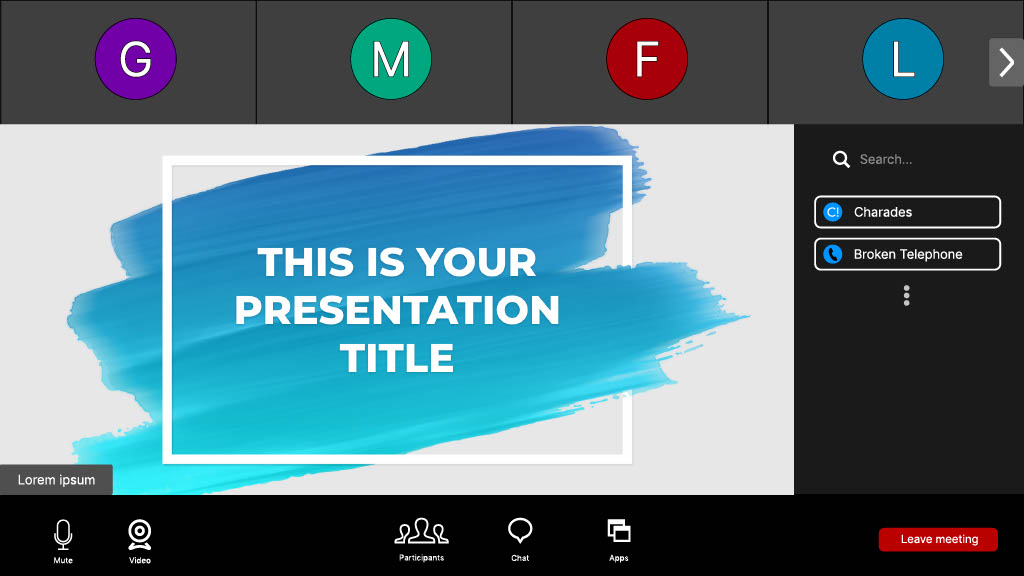 G
M
F
L
Search...
C! Charades
Broken Telephone
THIS IS YOUR
PRESENTATION
TITLE
Lorem ipsum
Mute
Video
Participants
Chat
Apps
Leave meeting